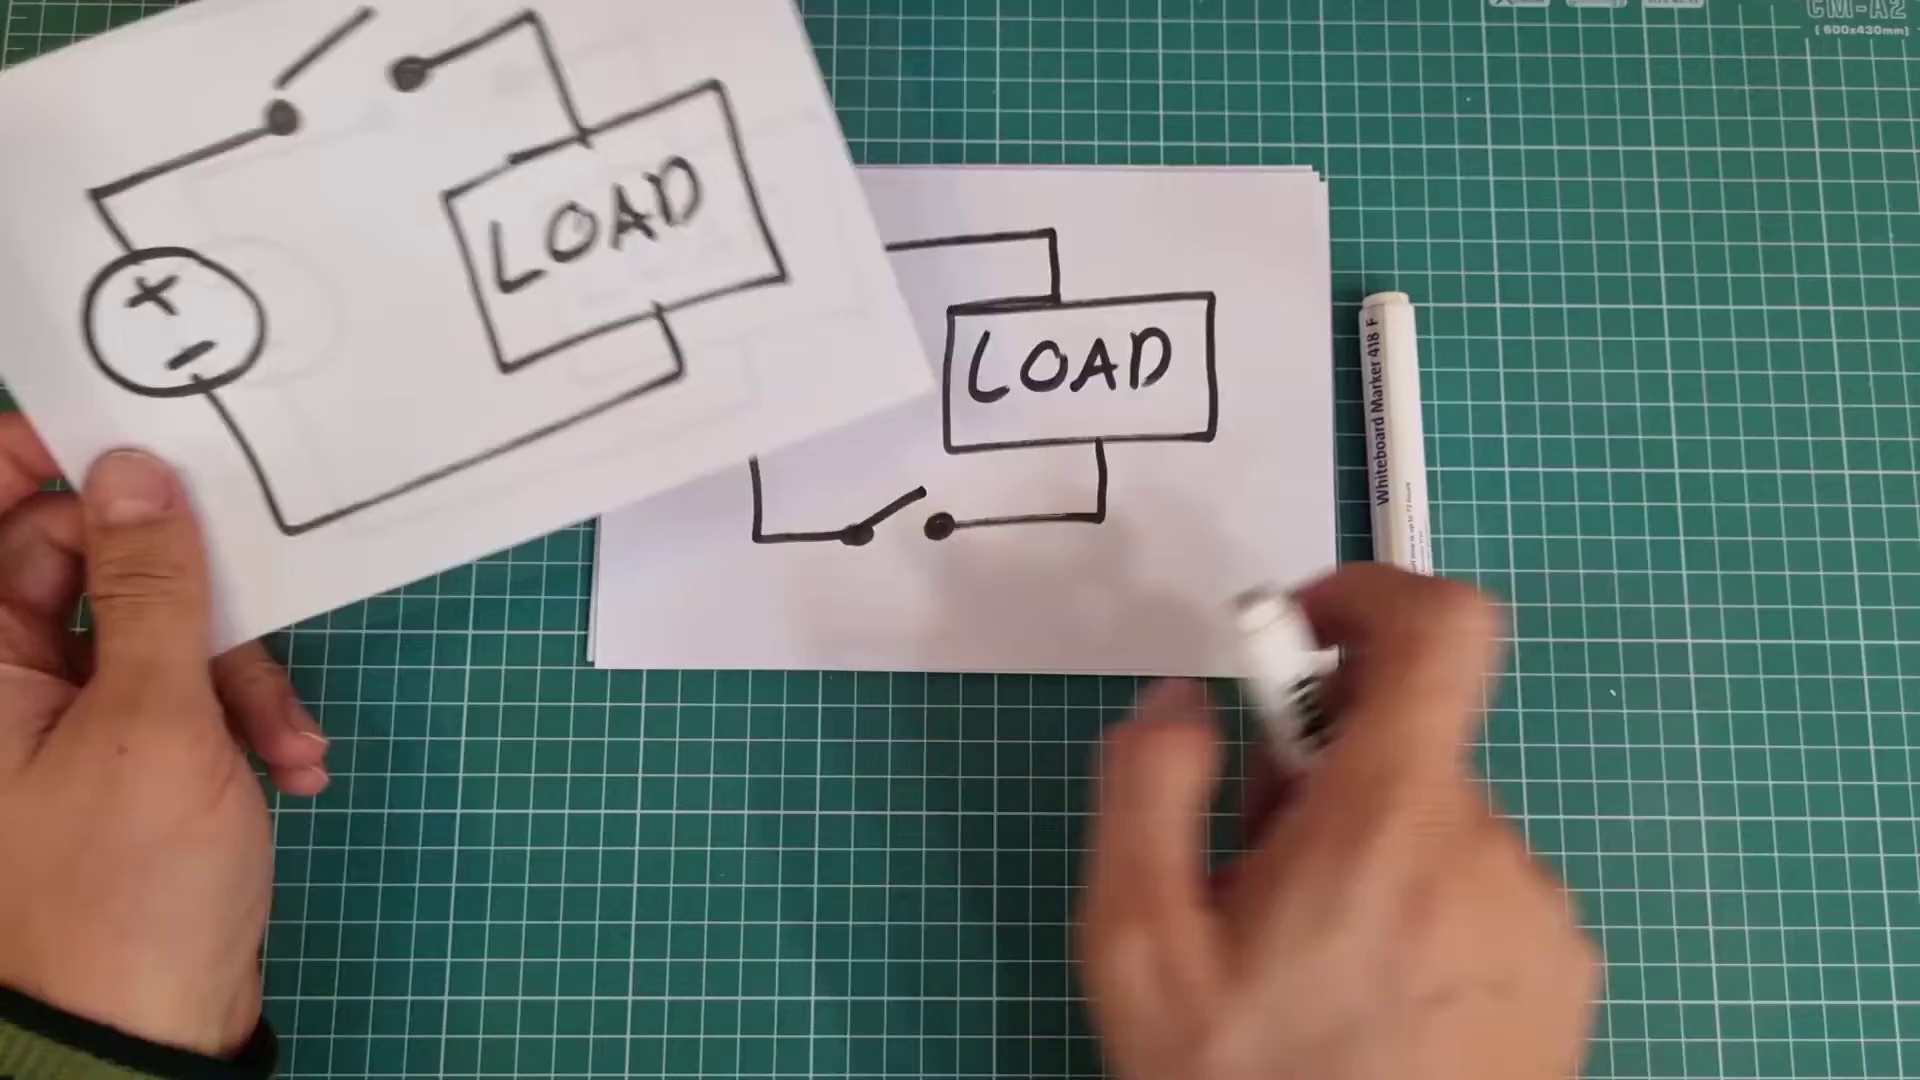 CM-A2
(600x430mm)
+
LOAD
-
LOAD
Whiteboard Marker 418 F